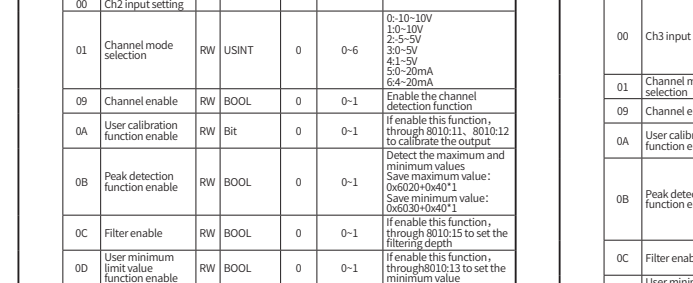 00 Ch2 input setting
01 Channel mode selection RW USINT 0 0~6
0:-10~10V
1:0~10V
2:-5~5V
3:0~5V
4:1~5V
5:0~20mA
6:4~20mA
09 Channel enable RW BOOL 0 0~1
Enable the channel
detection function
0A User calibration
function enable RW Bit 0 0~1
If enable this function,
through 8010:11、8010:12
to calibrate the output
0B Peak detection
function enable RW BOOL 0 0~1
Detect the maximum and
minimum values
Save maximum value:
0x6020+0x40*1
Save minimum value:
0x6030+0x40*1
0C Filter enable RW BOOL 0 0~1
If enable this function,
through 8010:15 to set the
filtering depth
0D User minimum
limit value
function enable RW BOOL 0 0~1
If enable this function,
through8010:13 to set the
minimum value
00 Ch3 input
01 Channel
selection
09 Channel
0A User
function
0B Peak
function
0C Filter
User